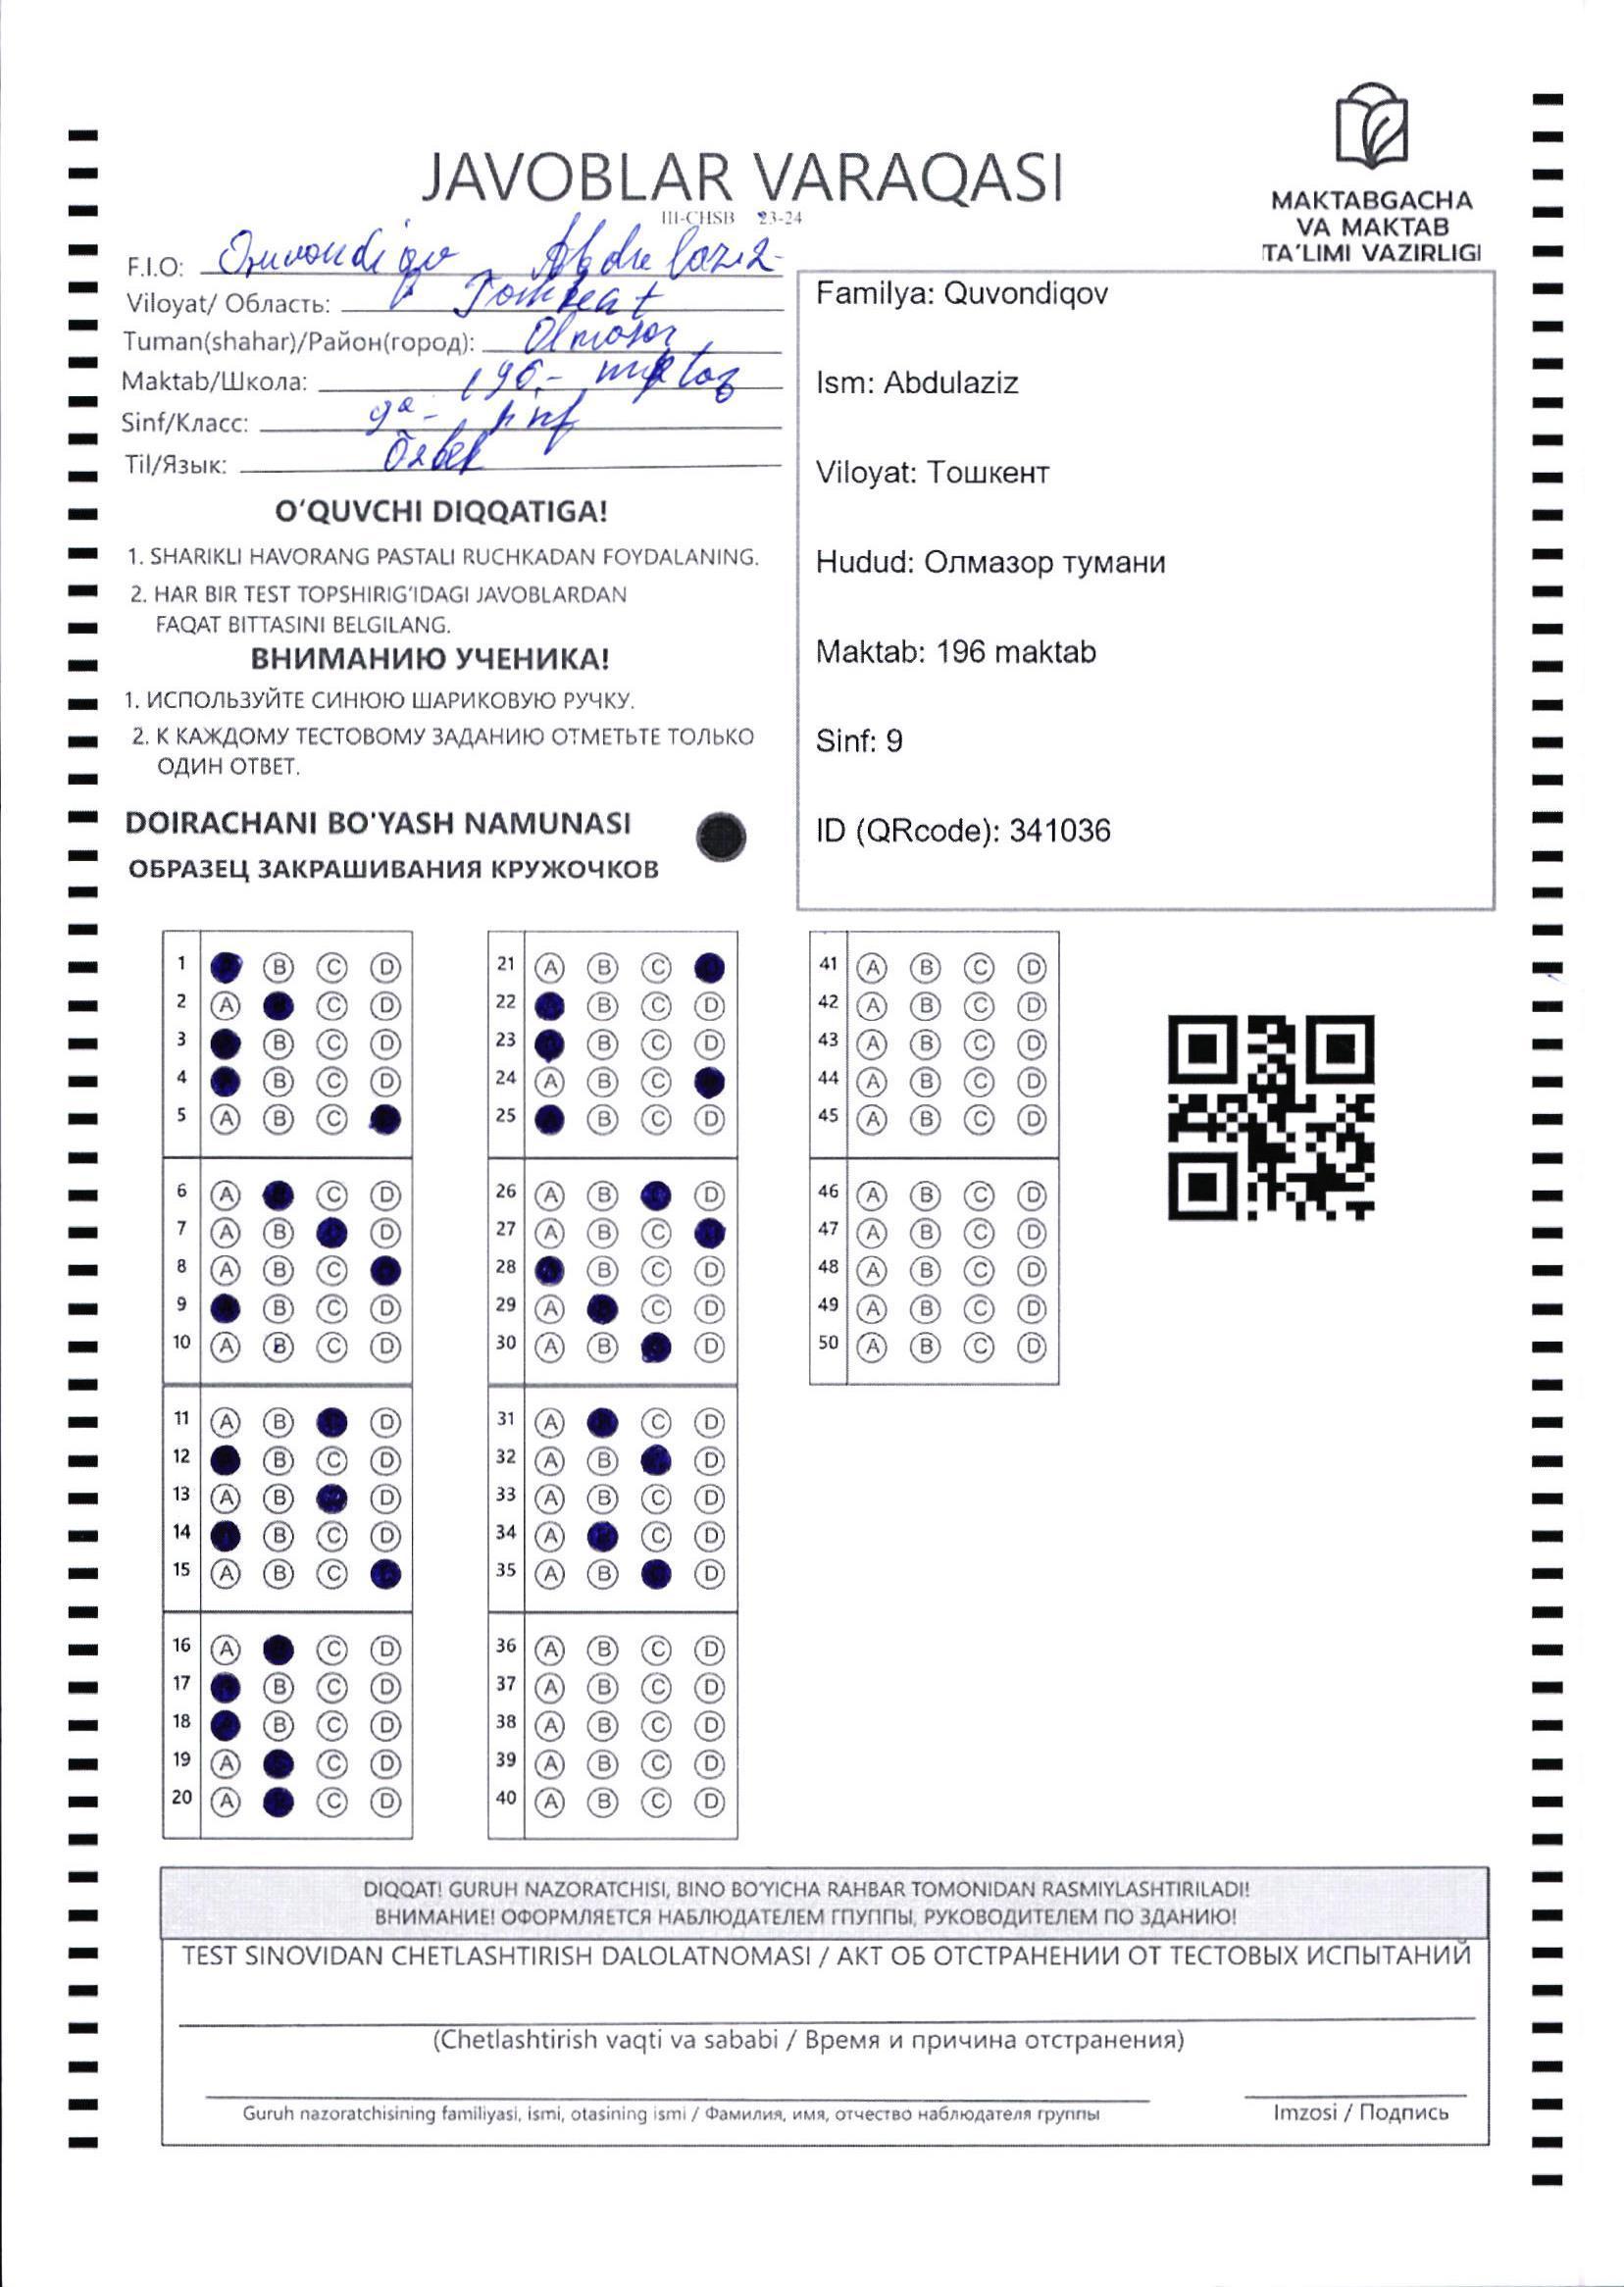 JAVOBLAR VARAQASI
III-CHSB 23-24
MAKTABGACHA
VA MAKTAB
TA'LIMI VAZIRLIGI
F.I.O: Quvondiqov Abdulaziz
Viloyat/ Область: Toshkent
Tuman(shahar)/Район(город): Olmosor
Maktab/Школа: 196 - maktab
Sinf/Класс: 9a - sinf
Til/Язык: Õzbek
O‘QUVCHI DIQQATIGA!
1. SHARIKLI HAVORANG PASTALI RUCHKADAN FOYDALANING.
2. HAR BIR TEST TOPSHIRIG‘IDAGI JAVOBLARDAN
FAQAT BITTASINI BELGILANG.
ВНИМАНИЮ УЧЕНИКА!
1. ИСПОЛЬЗУЙТЕ СИНЮЮ ШАРИКОВУЮ РУЧКУ.
2. К КАЖДОМУ ТЕСТОВОМУ ЗАДАНИЮ ОТМЕТЬТЕ ТОЛЬКО
ОДИН ОТВЕТ.
DOIRACHANI BO'YASH NAMUNASI
ОБРАЗЕЦ ЗАКРАШИВАНИЯ КРУЖОЧКОВ
Familya: Quvondiqov
Ism: Abdulaziz
Viloyat: Тошкент
Hudud: Олмазор тумани
Maktab: 196 maktab
Sinf: 9
ID (QRcode): 341036
1 B C D
2 A C D
3 B C D
4 B C D
5 A B C
6 A C D
7 A B D
8 A B C
9 B C D
10 A B C D
11 A B D
12 B C D
13 A B D
14 B C D
15 A B C
16 A C D
17 B C D
18 B C D
19 A C D
20 A C D
21 A B C
22 B C D
23 B C D
24 A B C
25 B C D
26 A B D
27 A B C
28 B C D
29 A C D
30 A B D
31 A C D
32 A B D
33 A B C D
34 A C D
35 A B D
36 A B C D
37 A B C D
38 A B C D
39 A B C D
40 A B C D
41 A B C D
42 A B C D
43 A B C D
44 A B C D
45 A B C D
46 A B C D
47 A B C D
48 A B C D
49 A B C D
50 A B C D
DIQQAT! GURUH NAZORATCHISI, BINO BO'YICHA RAHBAR TOMONIDAN RASMIYLASHTIRILADI!
ВНИМАНИЕ! ОФОРМЛЯЕТСЯ НАБЛЮДАТЕЛЕМ ГПУППЫ, РУКОВОДИТЕЛЕМ ПО ЗДАНИЮ!
TEST SINOVIDAN CHETLASHTIRISH DALOLATNOMASI / АКТ ОБ ОТСТРАНЕНИИ ОТ ТЕСТОВЫХ ИСПЫТАНИЙ
(Chetlashtirish vaqti va sababi / Время и причина отстранения)
Guruh nazoratchisining familiyasi, ismi, otasining ismi / Фамилия, имя, отчество наблюдателя группы
Imzosi / Подпись